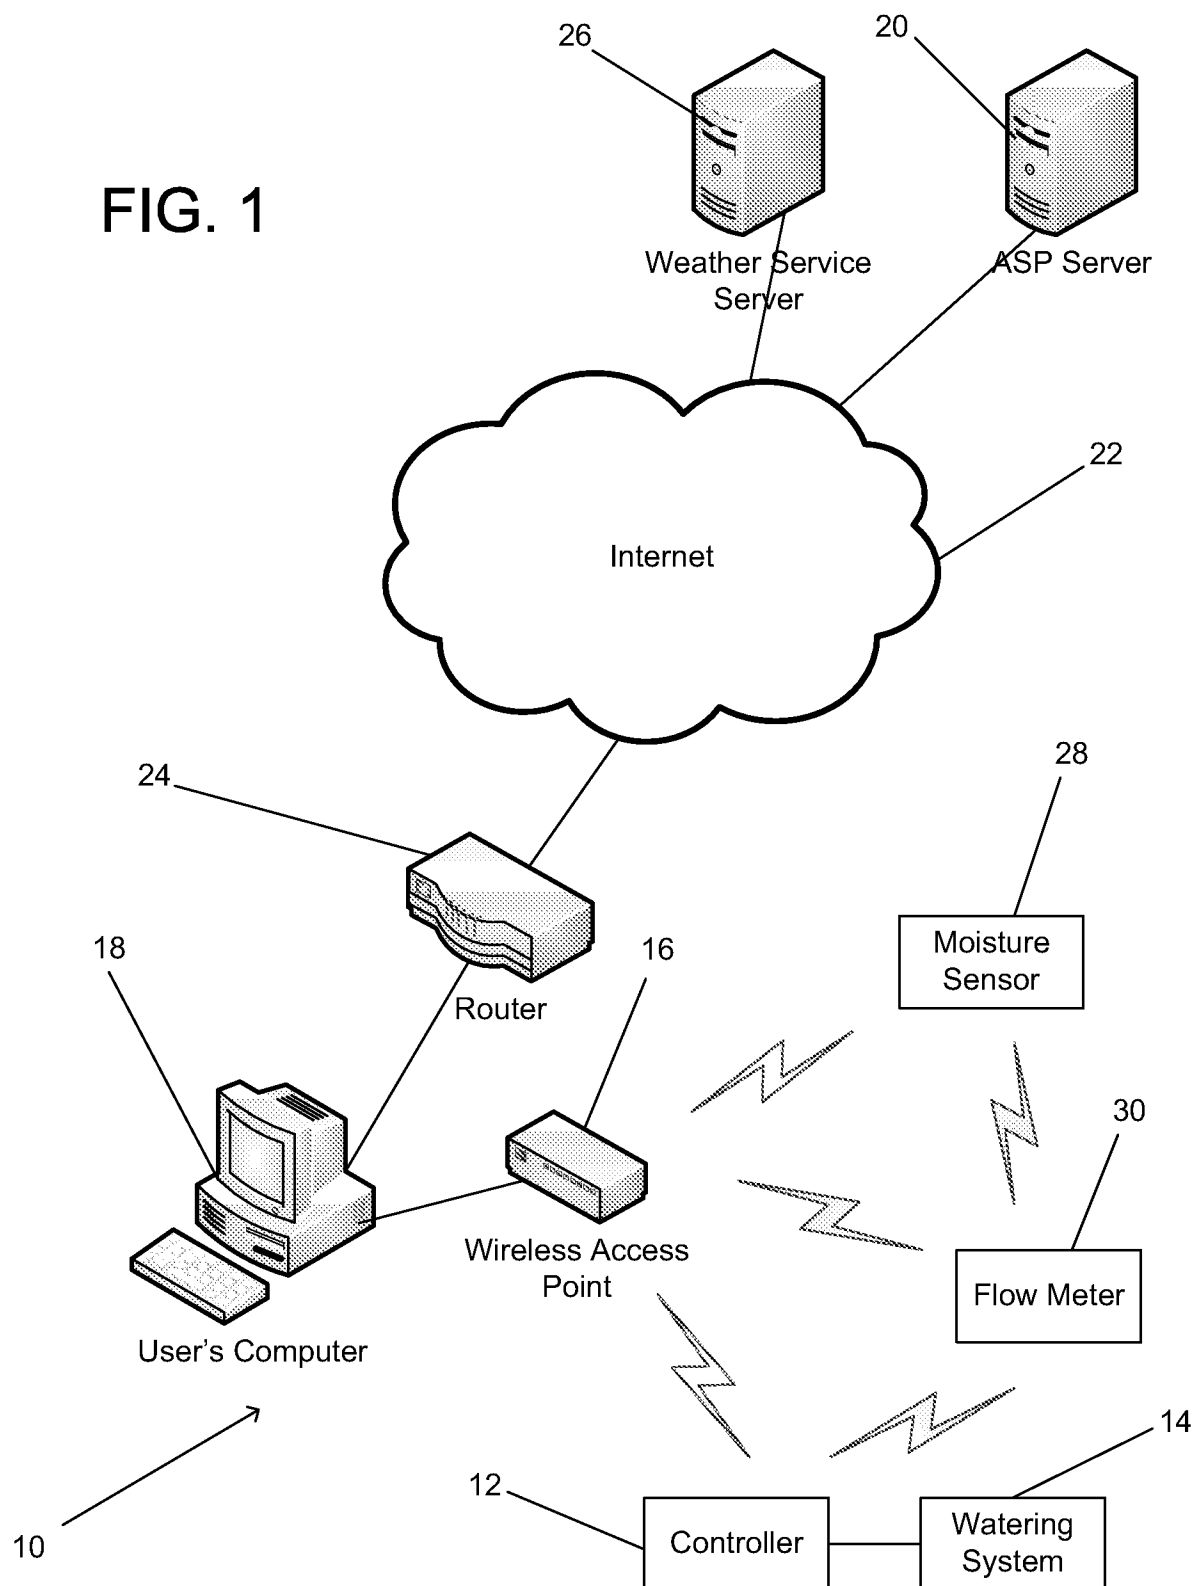 26
20
FIG. 1
Weather Service
Server
ASP Server
22
Internet
24
28
18
16
Moisture
Sensor
Router
30
Wireless Access
Point
Flow Meter
User's Computer
14
12
10
Controller
Watering
System